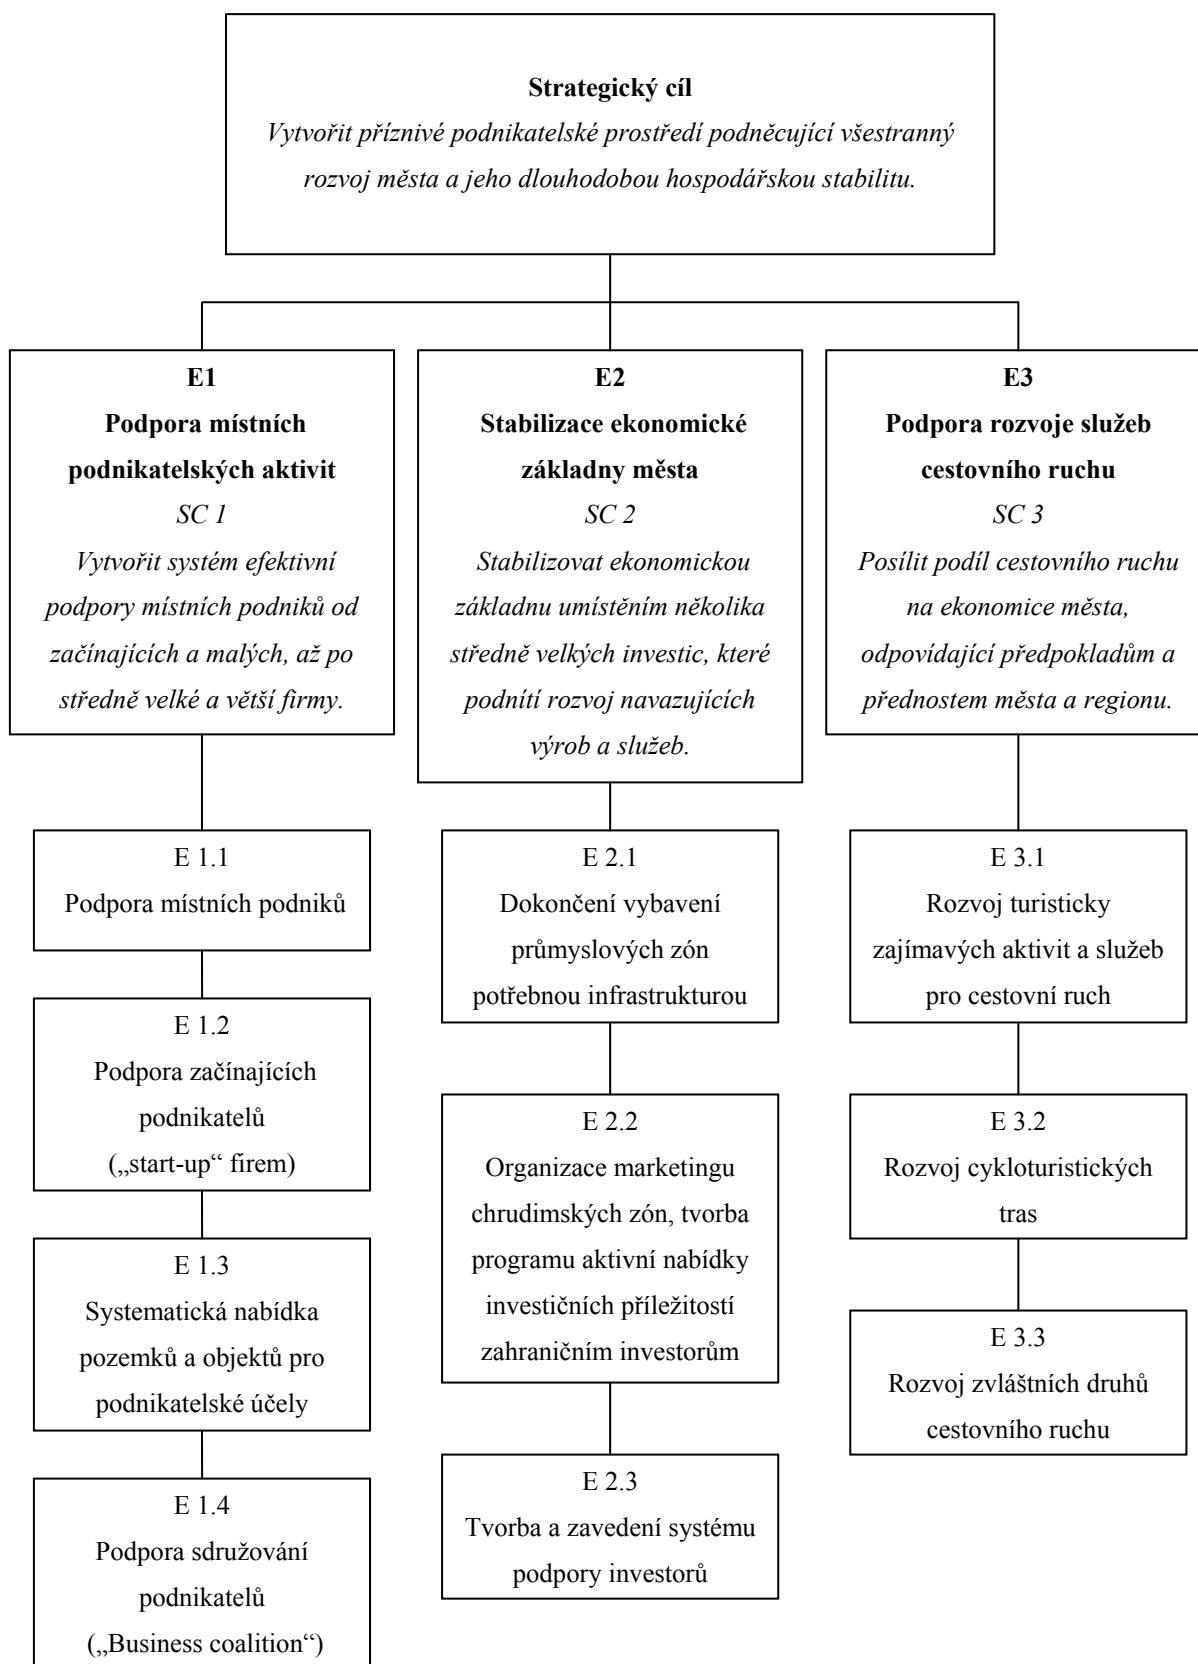 Strategický cíl
Vytvořit příznivé podnikatelské prostředí podněcující všestranný
rozvoj města a jeho dlouhodobou hospodářskou stabilitu.
E1
Podpora místních
podnikatelských aktivit
SC 1
Vytvořit systém efektivní
podpory místních podniků od
začínajících a malých, až po
středně velké a větší firmy.
E 1.1
Podpora místních podniků
E 1.2
Podpora začínajících
podnikatelů
(„start-up“ firem)
E 1.3
Systematická nabídka
pozemků a objektů pro
podnikatelské účely
E 1.4
Podpora sdružování
podnikatelů
(„Business coalition“)
E2
Stabilizace ekonomické
základny města
SC 2
Stabilizovat ekonomickou
základnu umístěním několika
středně velkých investic, které
podnítí rozvoj navazujících
výrob a služeb.
E 2.1
Dokončení vybavení
průmyslových zón
potřebnou infrastrukturou
E 2.2
Organizace marketingu
chrudimských zón, tvorba
programu aktivní nabídky
investičních příležitostí
zahraničním investorům
E 2.3
Tvorba a zavedení systému
podpory investorů
E3
Podpora rozvoje služeb
cestovního ruchu
SC 3
Posílit podíl cestovního ruchu
na ekonomice města,
odpovídající předpokladům a
přednostem města a regionu.
E 3.1
Rozvoj turisticky
zajímavých aktivit a služeb
pro cestovní ruch
E 3.2
Rozvoj cykloturistických
tras
E 3.3
Rozvoj zvláštních druhů
cestovního ruchu